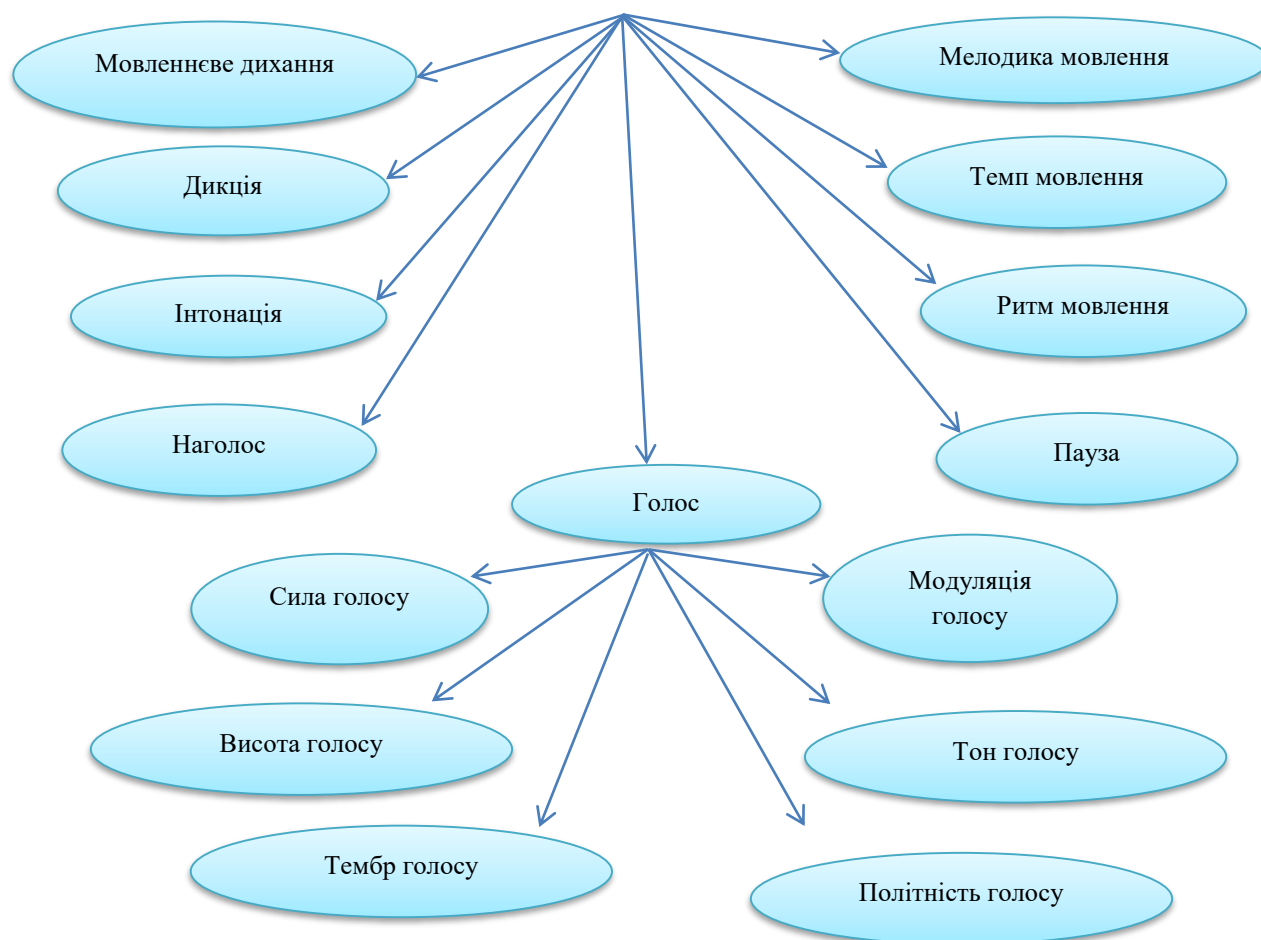 Мовленнєве дихання
Мелодика мовлення
Дикція
Темп мовлення
Інтонація
Ритм мовлення
Наголос
Пауза
Голос
Сила голосу
Модуляція
голосу
Висота голосу
Тон голосу
Тембр голосу
Політність голосу